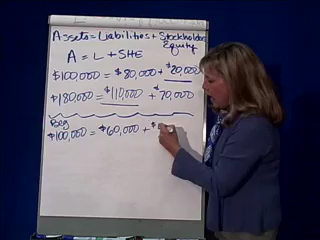 Assets = Liabilities + Stockholders
Equity
A = L + SHE
$100,000 = $80,000 + $20,000
$180,000 = $110,000 + $70,000
Beg
$100,000 = $60,000 + $